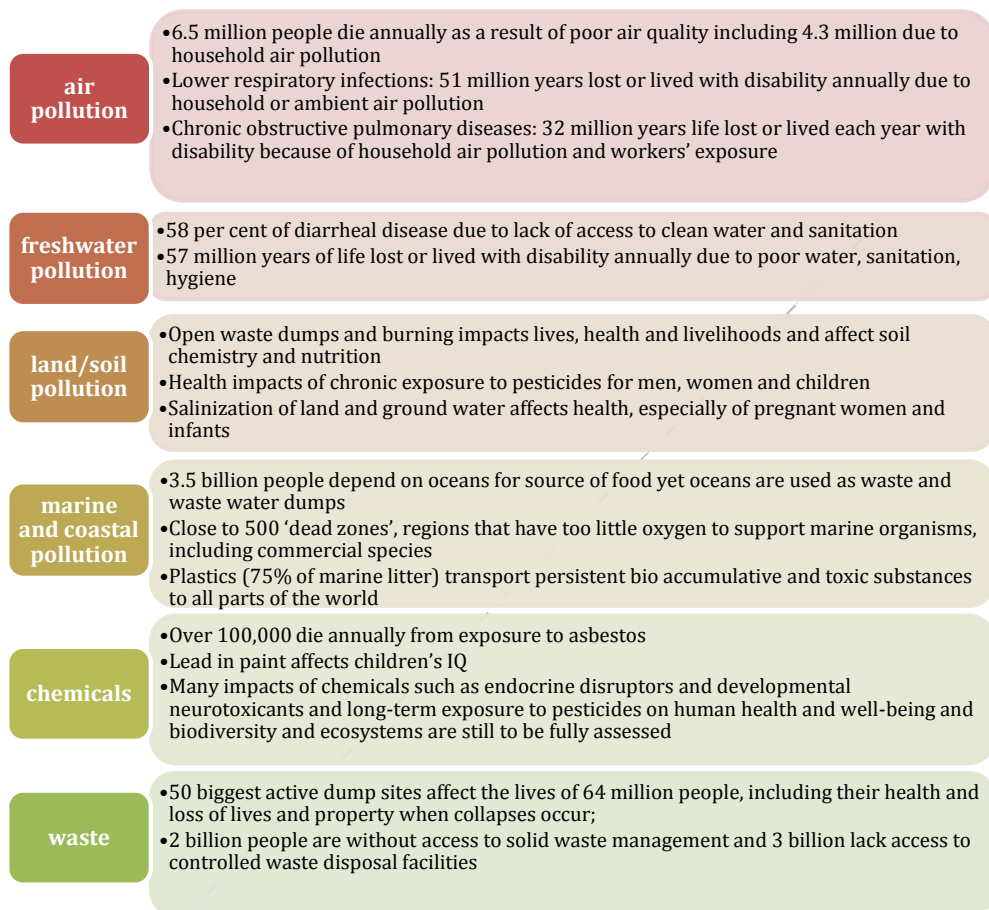 air
pollution
•6.5 million people die annually as a result of poor air quality including 4.3 million due to
household air pollution
•Lower respiratory infections: 51 million years lost or lived with disability annually due to
household or ambient air pollution
•Chronic obstructive pulmonary diseases: 32 million years life lost or lived each year with
disability because of household air pollution and workers’ exposure
freshwater
pollution
•58 per cent of diarrheal disease due to lack of access to clean water and sanitation
•57 million years of life lost or lived with disability annually due to poor water, sanitation,
hygiene
land/soil
pollution
•Open waste dumps and burning impacts lives, health and livelihoods and affect soil
chemistry and nutrition
•Health impacts of chronic exposure to pesticides for men, women and children
•Salinization of land and ground water affects health, especially of pregnant women and
infants
marine
and coastal
pollution
•3.5 billion people depend on oceans for source of food yet oceans are used as waste and
waste water dumps
•Close to 500 ‘dead zones’, regions that have too little oxygen to support marine organisms,
including commercial species
•Plastics (75% of marine litter) transport persistent bio accumulative and toxic substances
to all parts of the world
chemicals
•Over 100,000 die annually from exposure to asbestos
•Lead in paint affects children’s IQ
•Many impacts of chemicals such as endocrine disruptors and developmental
neurotoxicants and long-term exposure to pesticides on human health and well-being and
biodiversity and ecosystems are still to be fully assessed
waste
•50 biggest active dump sites affect the lives of 64 million people, including their health and
loss of lives and property when collapses occur;
•2 billion people are without access to solid waste management and 3 billion lack access to
controlled waste disposal facilities